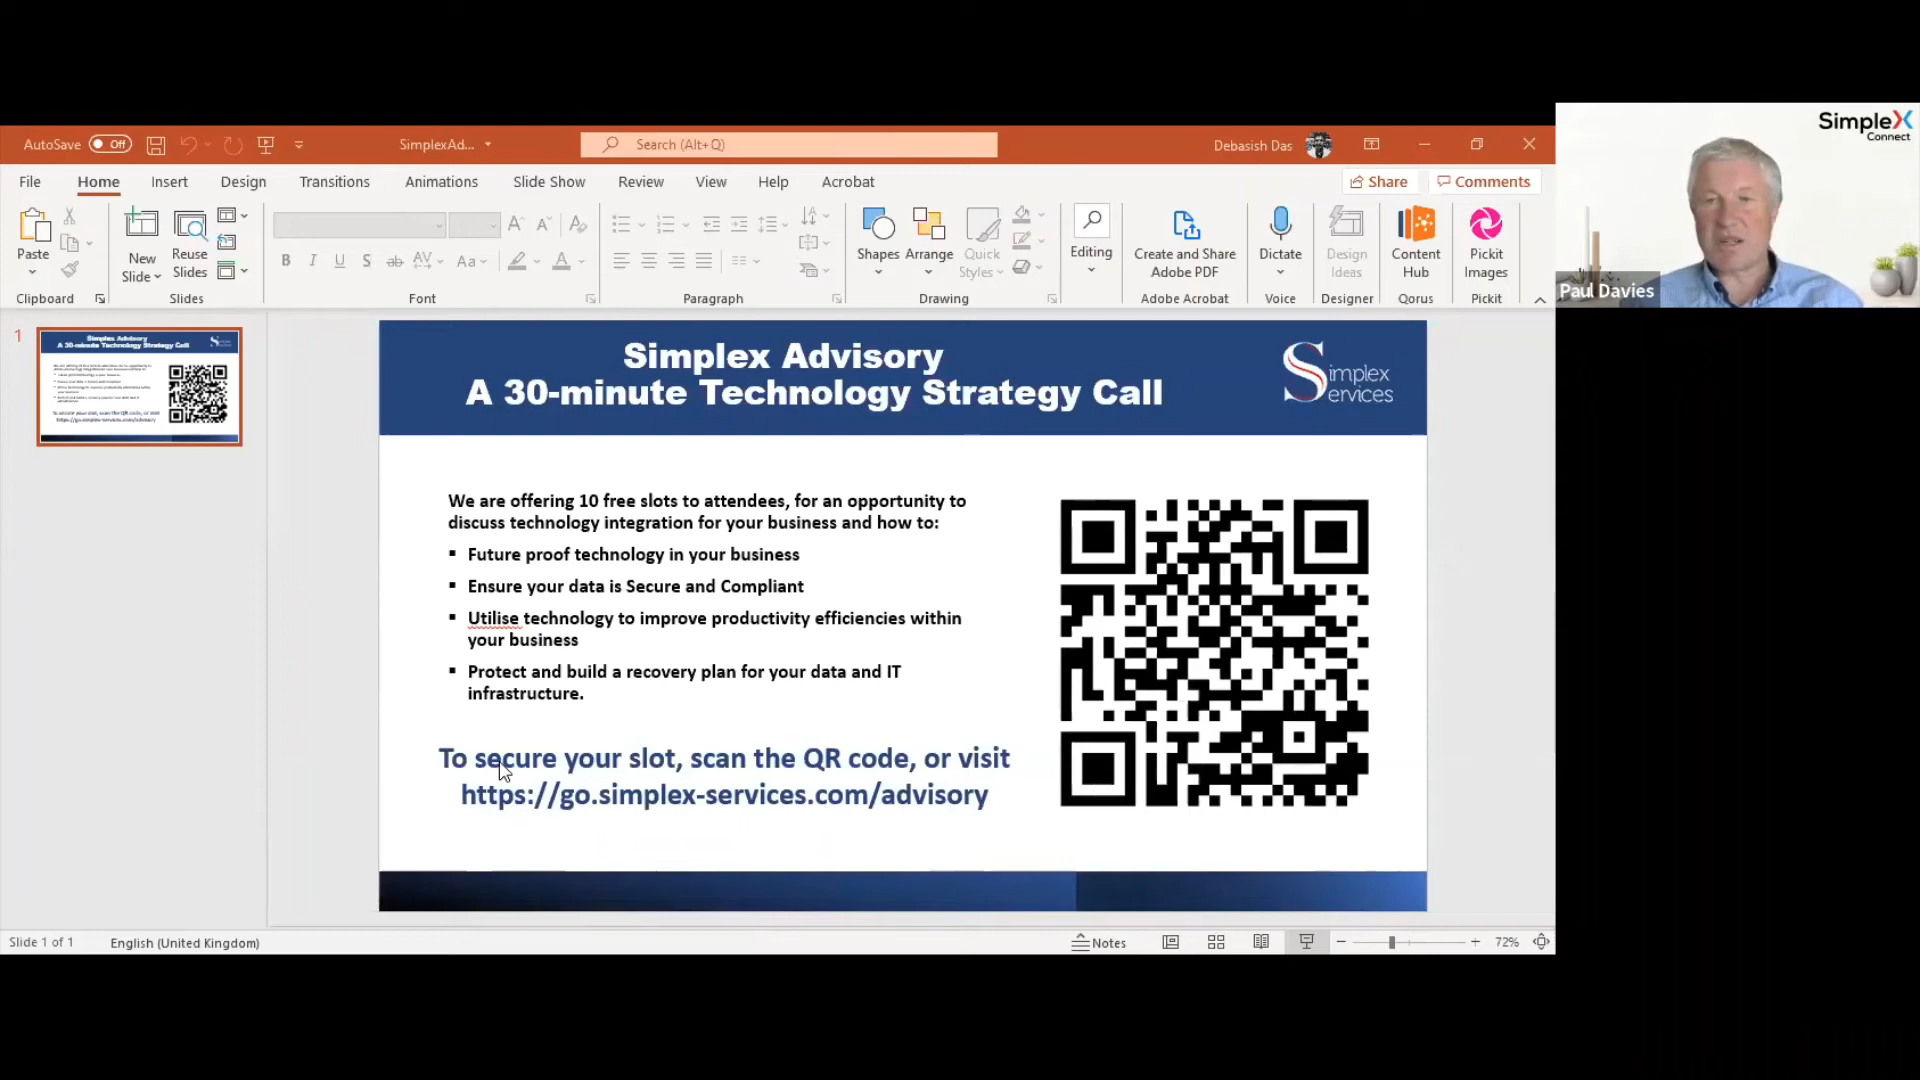 AutoSave Off
SimplexAd...
Search (Alt+Q)
Debasish Das
File Home Insert Design Transitions Animations Slide Show Review View Help Acrobat
Share Comments
Paste
New Slide
Reuse Slides
B I U S ab AV Aa A
Shapes Arrange Quick Styles
Editing
Create and Share Adobe PDF
Dictate
Design Ideas
Content Hub
Pickit Images
Clipboard Slides Font Paragraph Drawing Adobe Acrobat Voice Designer Qorus Pickit
SimpleX
Connect
Paul Davies
1
Simplex Advisory
A 30-minute Technology Strategy Call
Simplex
Services
We are offering 10 free slots to attendees, for an opportunity to
discuss technology integration for your business and how to:
▪ Future proof technology in your business
▪ Ensure your data is Secure and Compliant
▪ Utilise technology to improve productivity efficiencies within
your business
▪ Protect and build a recovery plan for your data and IT
infrastructure.
To secure your slot, scan the QR code, or visit
https://go.simplex-services.com/advisory
Slide 1 of 1
English (United Kingdom)
Notes
72%